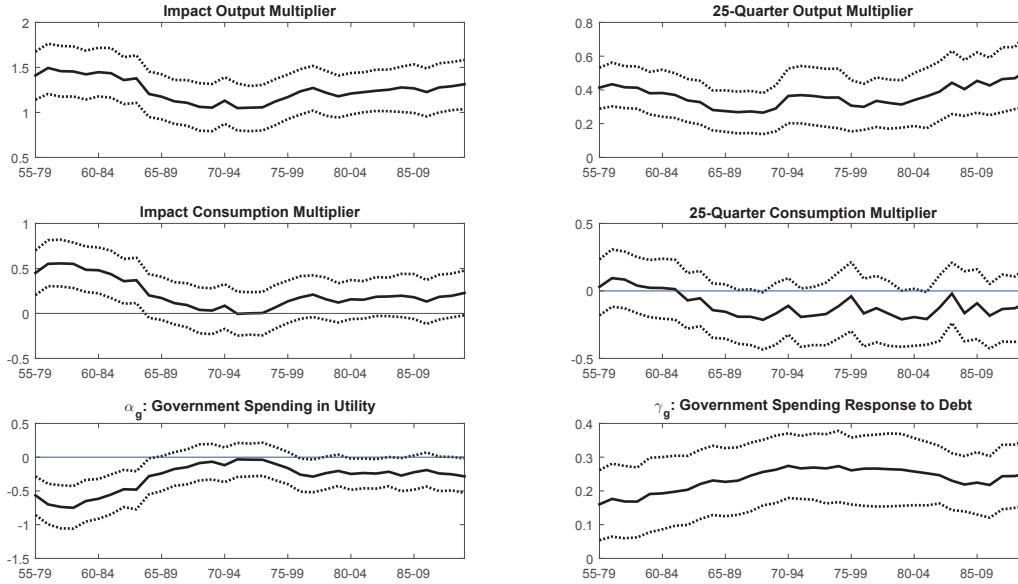 Impact Output Multiplier
2
1.5
1
0.5
55-79 60-84 65-89 70-94 75-99 80-04 85-09
25-Quarter Output Multiplier
0.8
0.6
0.4
0.2
0
55-79 60-84 65-89 70-94 75-99 80-04 85-09
Impact Consumption Multiplier
1
0.5
0
-0.5
55-79 60-84 65-89 70-94 75-99 80-04 85-09
25-Quarter Consumption Multiplier
0.5
0
-0.5
55-79 60-84 65-89 70-94 75-99 80-04 85-09
α_g: Government Spending in Utility
0.5
0
-0.5
-1
-1.5
55-79 60-84 65-89 70-94 75-99 80-04 85-09
γ_g: Government Spending Response to Debt
0.4
0.3
0.2
0.1
0
55-79 60-84 65-89 70-94 75-99 80-04 85-09